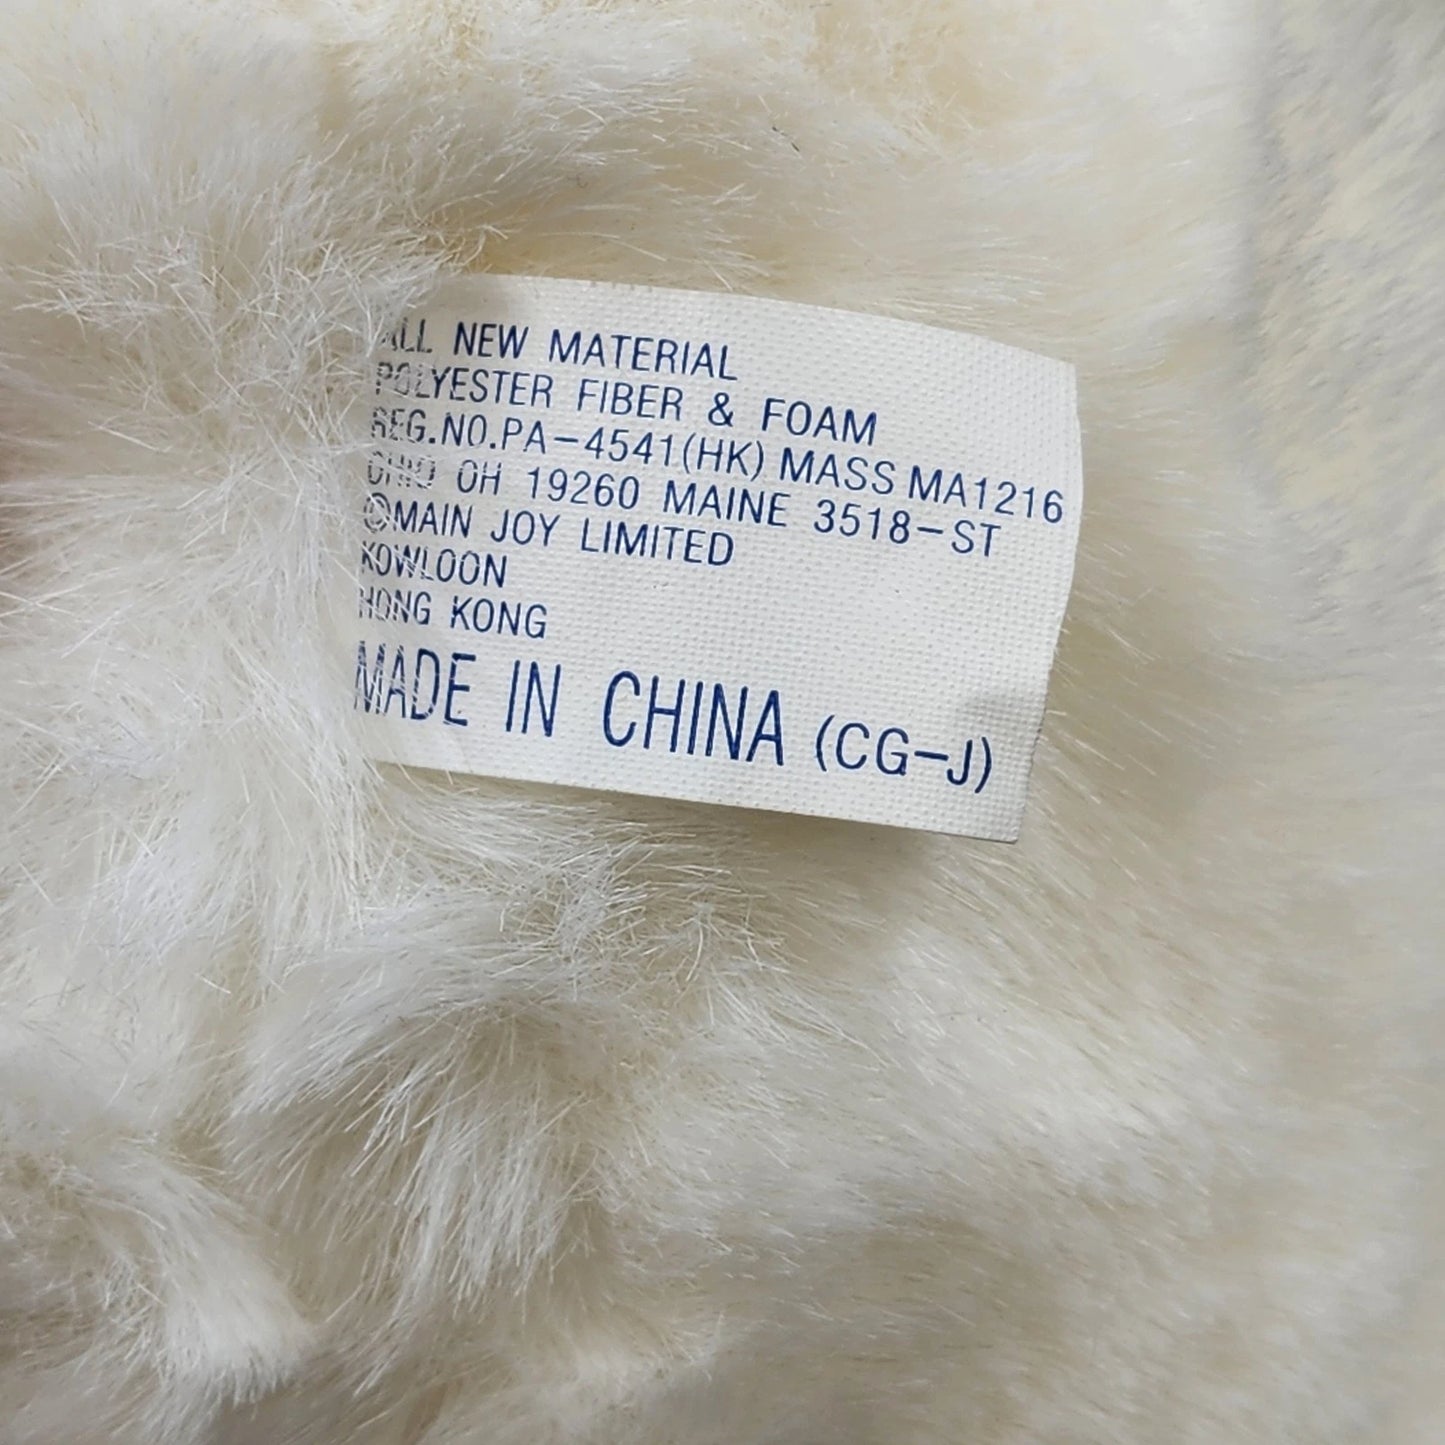 ALL NEW MATERIAL
POLYESTER FIBER & FOAM
REG.NO.PA-4541(HK) MASS MA1216
OHIO OH 19260 MAINE 3518-ST
©MAIN JOY LIMITED
KOWLOON
HONG KONG
MADE IN CHINA (CG-J)